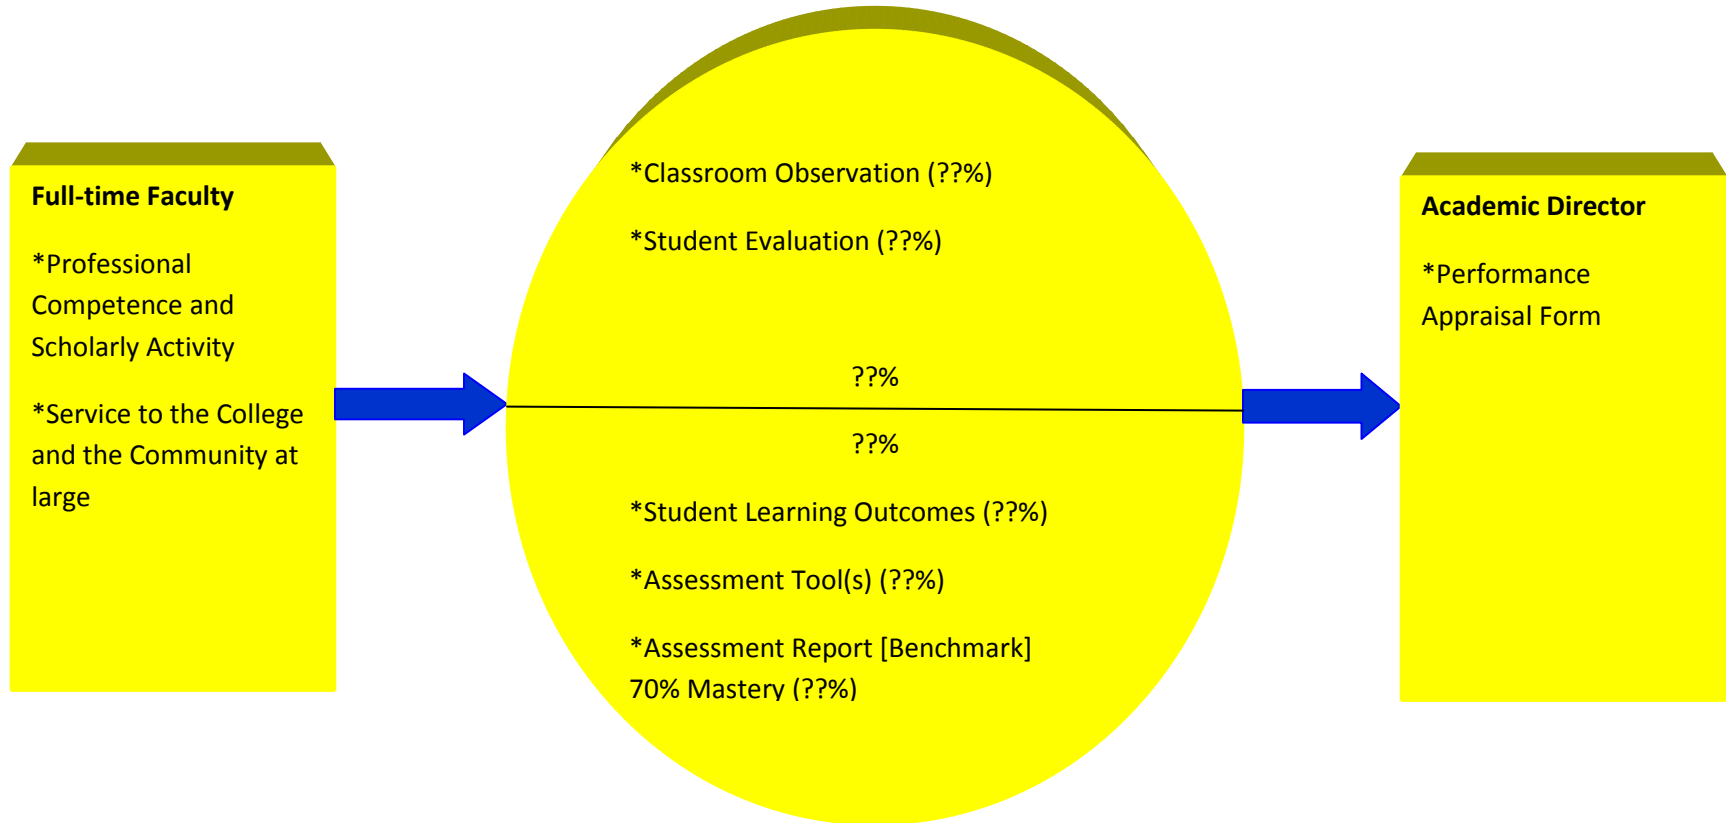 Full-time Faculty
*Professional
Competence and
Scholarly Activity
*Service to the College
and the Community at
large
*Classroom Observation (??%)
*Student Evaluation (??%)
??%
??%
*Student Learning Outcomes (??%)
*Assessment Tool(s) (??%)
*Assessment Report [Benchmark]
70% Mastery (??%)
Academic Director
*Performance
Appraisal Form